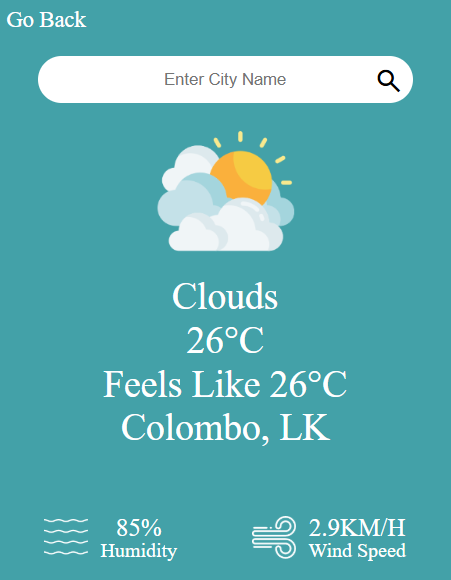 Go Back
Enter City Name
Clouds
26°C
Feels Like 26°C
Colombo, LK
85%
Humidity
2.9KM/H
Wind Speed